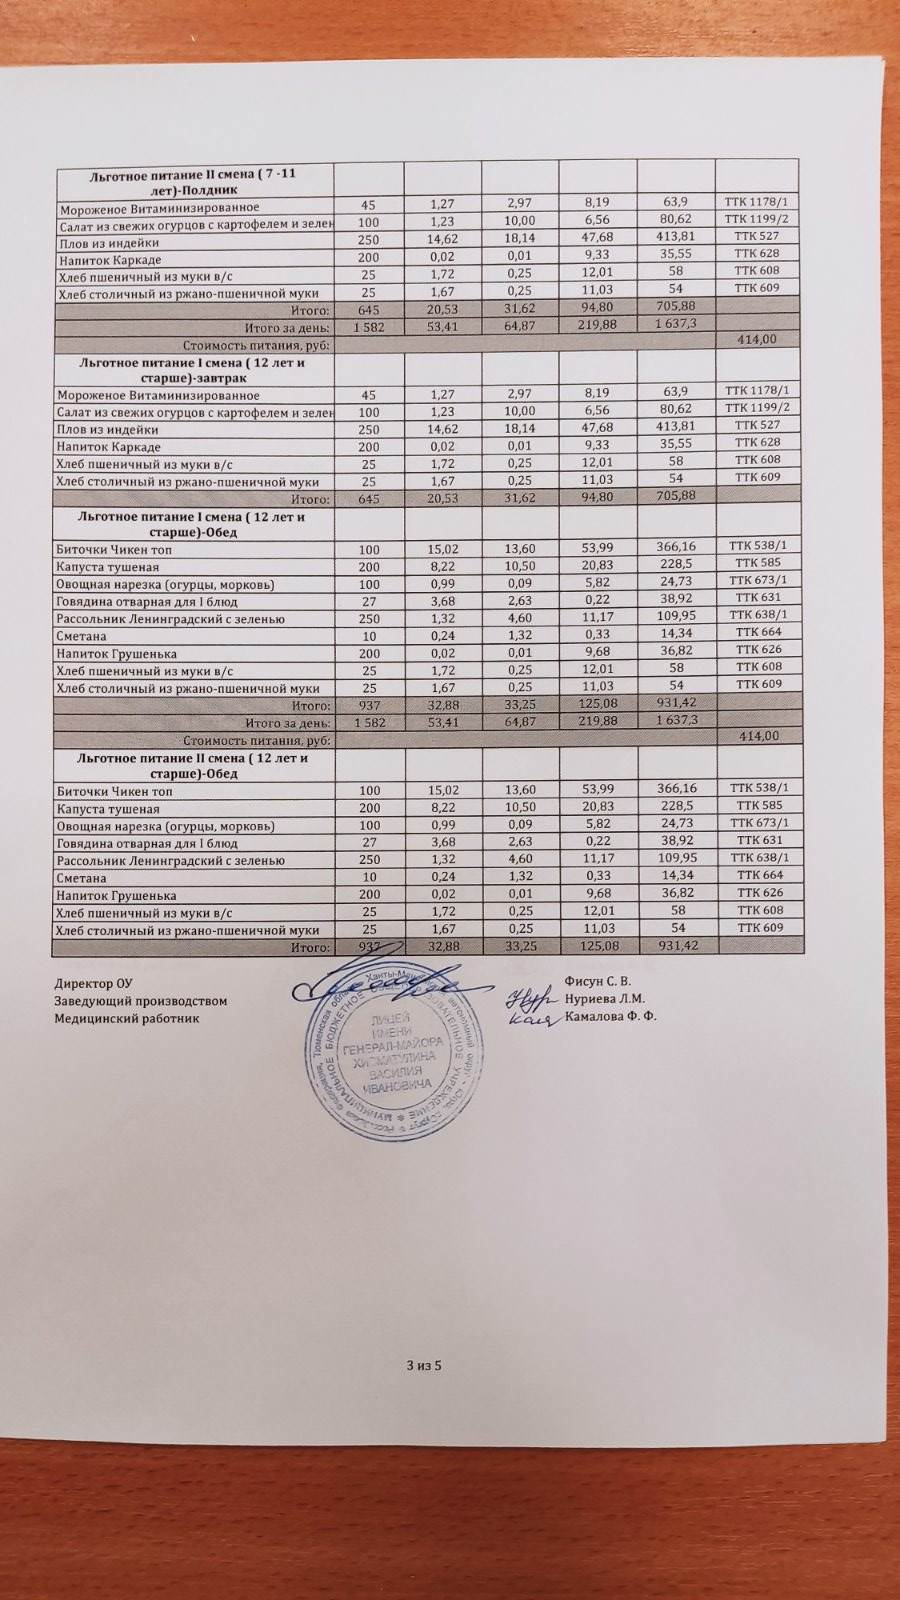 Льготное питание II смена ( 7 -11
лет)-Полдник
Мороженое Витаминизированное 45 1,27 2,97 8,19 63,9 ТТК 1178/1
Салат из свежих огурцов с картофелем и зелен 100 1,23 10,00 6,56 80,62 ТТК 1199/2
Плов из индейки 250 14,62 18,14 47,68 413,81 ТТК 527
Напиток Каркаде 200 0,02 0,01 9,33 35,55 ТТК 628
Хлеб пшеничный из муки в/с 25 1,72 0,25 12,01 58 ТТК 608
Хлеб столичный из ржано-пшеничной муки 25 1,67 0,25 11,03 54 ТТК 609
Итого: 645 20,53 31,62 94,80 705,88
Итого за день: 1 582 53,41 64,87 219,88 1 637,3
Стоимость питания, руб: 414,00
Льготное питание I смена ( 12 лет и
старше)-завтрак
Мороженое Витаминизированное 45 1,27 2,97 8,19 63,9 ТТК 1178/1
Салат из свежих огурцов с картофелем и зелен 100 1,23 10,00 6,56 80,62 ТТК 1199/2
Плов из индейки 250 14,62 18,14 47,68 413,81 ТТК 527
Напиток Каркаде 200 0,02 0,01 9,33 35,55 ТТК 628
Хлеб пшеничный из муки в/с 25 1,72 0,25 12,01 58 ТТК 608
Хлеб столичный из ржано-пшеничной муки 25 1,67 0,25 11,03 54 ТТК 609
Итого: 645 20,53 31,62 94,80 705,88
Льготное питание I смена ( 12 лет и
старше)-Обед
Биточки Чикен топ 100 15,02 13,60 53,99 366,16 ТТК 538/1
Капуста тушеная 200 8,22 10,50 20,83 228,5 ТТК 585
Овощная нарезка (огурцы, морковь) 100 0,99 0,09 5,82 24,73 ТТК 673/1
Говядина отварная для I блюд 27 3,68 2,63 0,22 38,92 ТТК 631
Рассольник Ленинградский с зеленью 250 1,32 4,60 11,17 109,95 ТТК 638/1
Сметана 10 0,24 1,32 0,33 14,34 ТТК 664
Напиток Грушенька 200 0,02 0,01 9,68 36,82 ТТК 626
Хлеб пшеничный из муки в/с 25 1,72 0,25 12,01 58 ТТК 608
Хлеб столичный из ржано-пшеничной муки 25 1,67 0,25 11,03 54 ТТК 609
Итого: 937 32,88 33,25 125,08 931,42
Итого за день: 1 582 53,41 64,87 219,88 1 637,3
Стоимость питания, руб: 414,00
Льготное питание II смена ( 12 лет и
старше)-Обед
Биточки Чикен топ 100 15,02 13,60 53,99 366,16 ТТК 538/1
Капуста тушеная 200 8,22 10,50 20,83 228,5 ТТК 585
Овощная нарезка (огурцы, морковь) 100 0,99 0,09 5,82 24,73 ТТК 673/1
Говядина отварная для I блюд 27 3,68 2,63 0,22 38,92 ТТК 631
Рассольник Ленинградский с зеленью 250 1,32 4,60 11,17 109,95 ТТК 638/1
Сметана 10 0,24 1,32 0,33 14,34 ТТК 664
Напиток Грушенька 200 0,02 0,01 9,68 36,82 ТТК 626
Хлеб пшеничный из муки в/с 25 1,72 0,25 12,01 58 ТТК 608
Хлеб столичный из ржано-пшеничной муки 25 1,67 0,25 11,03 54 ТТК 609
Итого: 937 32,88 33,25 125,08 931,42
Директор ОУ Фисун С. В.
Заведующий производством Нуриева Л.М.
Медицинский работник Камалова Ф. Ф.
МУНИЦИПАЛЬНОЕ БЮДЖЕТНОЕ ОБЩЕОБРАЗОВАТЕЛЬНОЕ УЧРЕЖДЕНИЕ
ЛИЦЕЙ
ИМЕНИ
ГЕНЕРАЛ-МАЙОРА
ХИСМАТУЛИНА
ВАСИЛИЯ
ИВАНОВИЧА
3 из 5